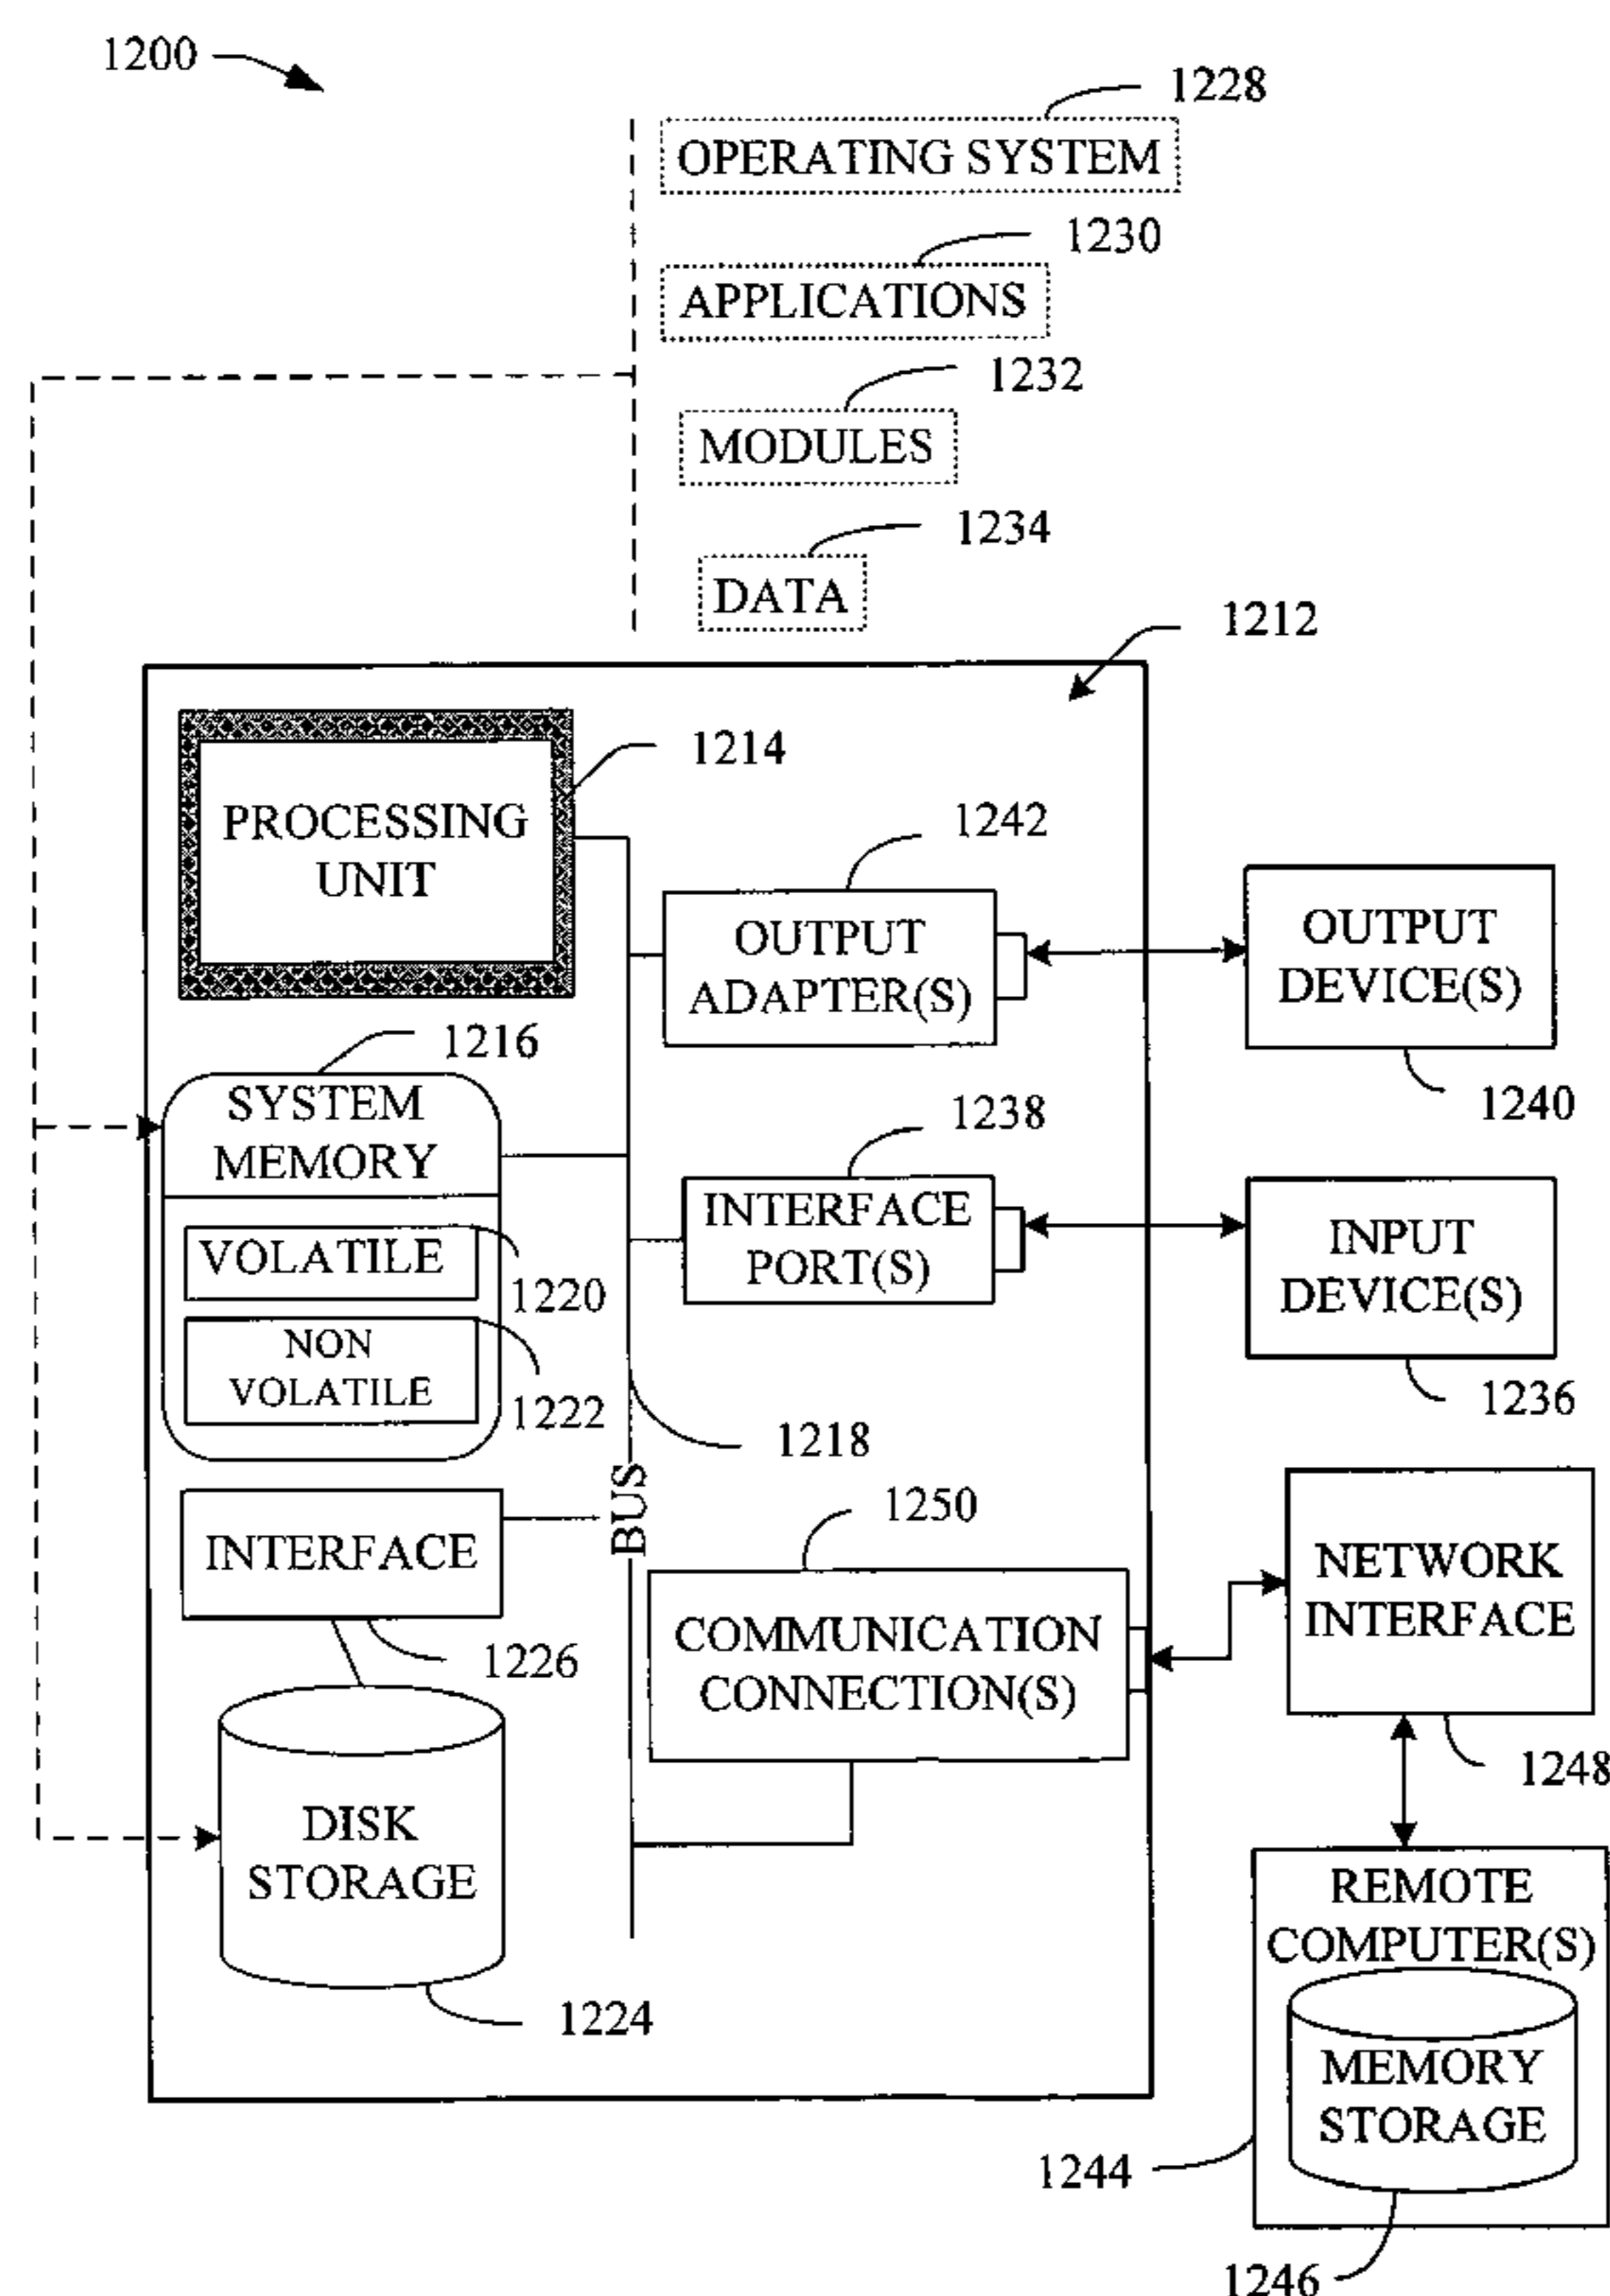 1200
1228
OPERATING SYSTEM
1230
APPLICATIONS
1232
MODULES
1234
DATA
1212
1214
PROCESSING
UNIT
1242
OUTPUT
ADAPTER(S)
OUTPUT
DEVICE(S)
1240
1216
SYSTEM
MEMORY
VOLATILE
1220
NON
VOLATILE
1222
1238
INTERFACE
PORT(S)
INPUT
DEVICE(S)
1236
1218
BUS
INTERFACE
1226
1250
COMMUNICATION
CONNECTION(S)
NETWORK
INTERFACE
1248
DISK
STORAGE
1224
REMOTE
COMPUTER(S)
MEMORY
STORAGE
1244
1246